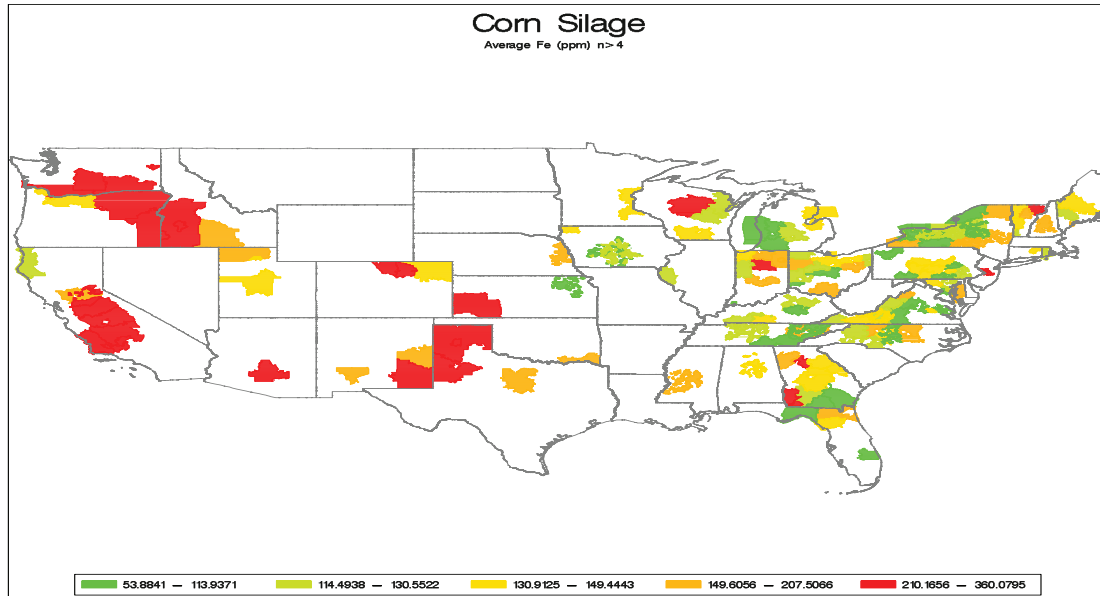 Corn Silage
Average Fe (ppm) n>4
53.8841 – 113.9371 114.4938 – 130.5522 130.9125 – 149.4443 149.6056 – 207.5066 210.1656 – 360.0795